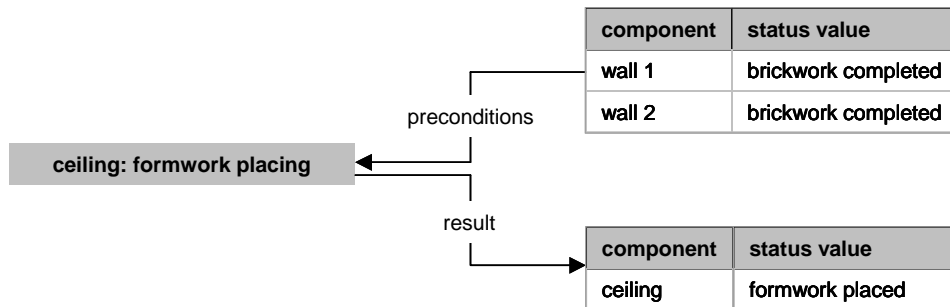 component status value
wall 1 brickwork completed
wall 2 brickwork completed
preconditions
ceiling: formwork placing
result
component status value
ceiling formwork placed